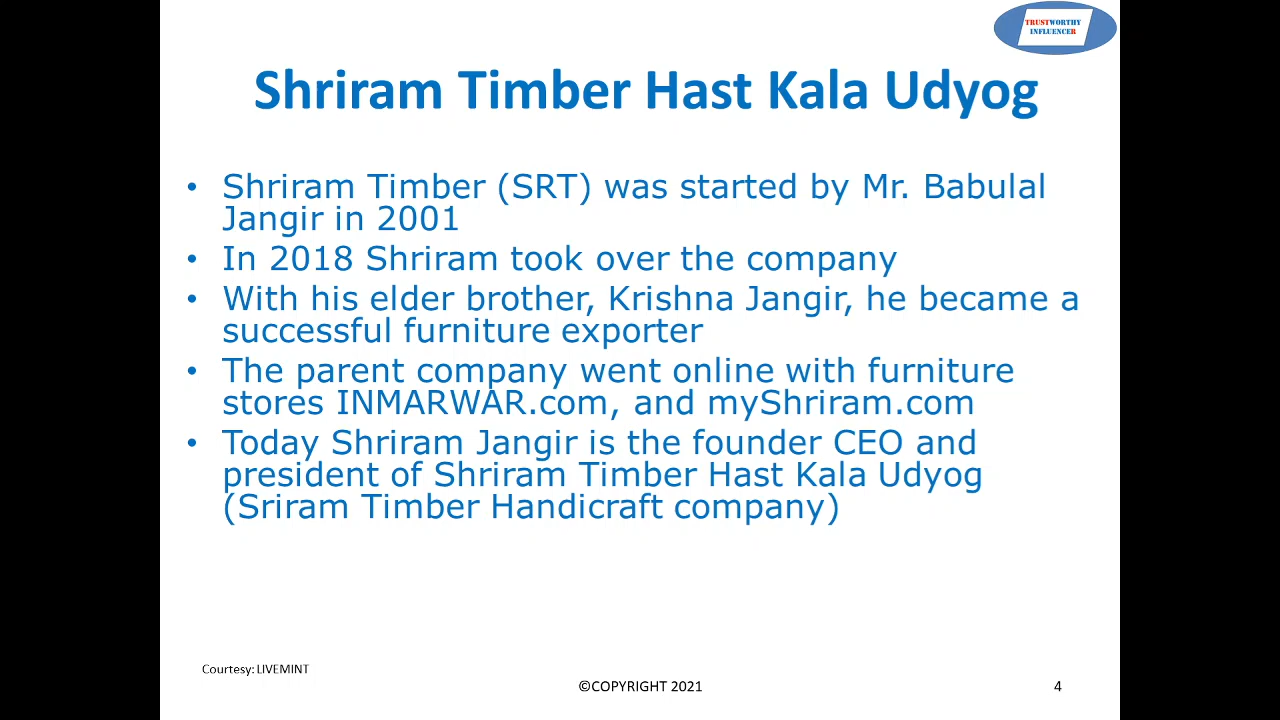 TRUSTWORTHY
INFLUENCER
Shriram Timber Hast Kala Udyog
• Shriram Timber (SRT) was started by Mr. Babulal
Jangir in 2001
• In 2018 Shriram took over the company
• With his elder brother, Krishna Jangir, he became a
successful furniture exporter
• The parent company went online with furniture
stores INMARWAR.com, and myShriram.com
• Today Shriram Jangir is the founder CEO and
president of Shriram Timber Hast Kala Udyog
(Sriram Timber Handicraft company)
Courtesy: LIVEMINT
©COPYRIGHT 2021
4